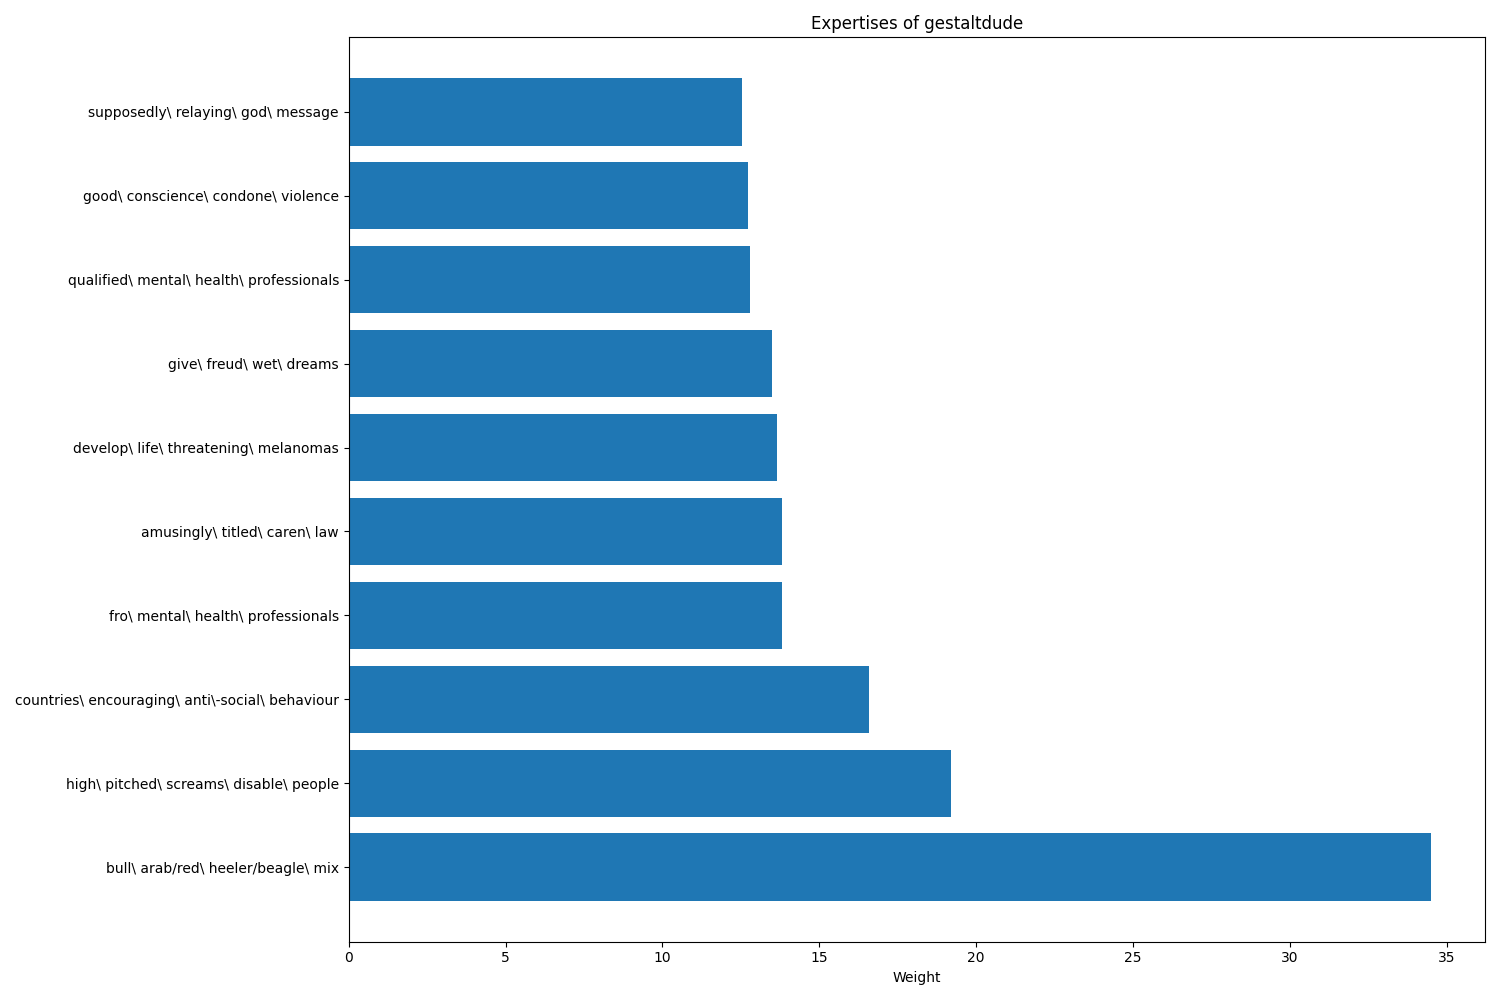 Expertises of gestaltdude
supposedly\ relaying\ god\ message
good\ conscience\ condone\ violence
qualified\ mental\ health\ professionals
give\ freud\ wet\ dreams
develop\ life\ threatening\ melanomas
amusingly\ titled\ caren\ law
fro\ mental\ health\ professionals
countries\ encouraging\ anti\-social\ behaviour
high\ pitched\ screams\ disable\ people
bull\ arab/red\ heeler/beagle\ mix
0 5 10 15 20 25 30 35
Weight